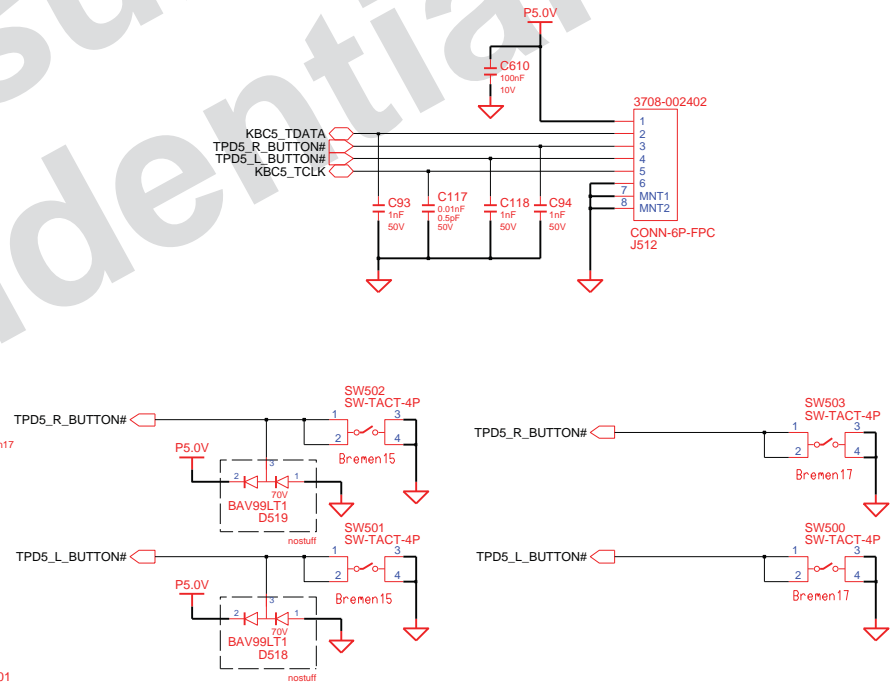 P5.0V
C610
100nF
10V
3708-002402
1
KBC5_TDATA
2
TPD5_R_BUTTON#
3
TPD5_L_BUTTON#
4
KBC5_TCLK
5
6
7 MNT1
8 MNT2
C93
1nF
50V
C117
0.01nF
0.5pF
50V
C118
1nF
50V
C94
1nF
50V
CONN-6P-FPC
J512
SW502
SW-TACT-4P
TPD5_R_BUTTON#
1 3
2 4
Bremen15
P5.0V
2 3 1
70V
BAV99LT1
D519
nostuff
SW503
SW-TACT-4P
TPD5_R_BUTTON#
1 3
2 4
Bremen17
SW501
SW-TACT-4P
TPD5_L_BUTTON#
1 3
2 4
Bremen15
P5.0V
2 3 1
70V
BAV99LT1
D518
nostuff
SW500
SW-TACT-4P
TPD5_L_BUTTON#
1 3
2 4
Bremen17
n17
01
su
dential